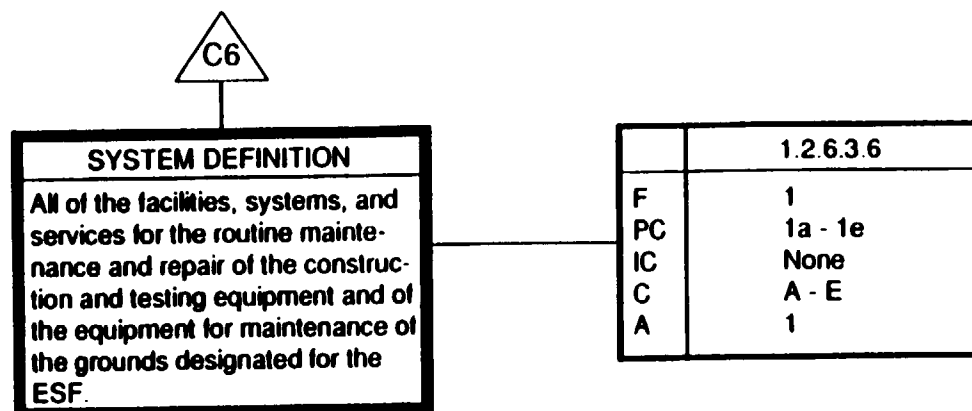 C6
SYSTEM DEFINITION
All of the facilities, systems, and
services for the routine mainte-
nance and repair of the construc-
tion and testing equipment and of
the equipment for maintenance of
the grounds designated for the
ESF.
1.2.6.3.6
F 1
PC 1a - 1e
IC None
C A - E
A 1